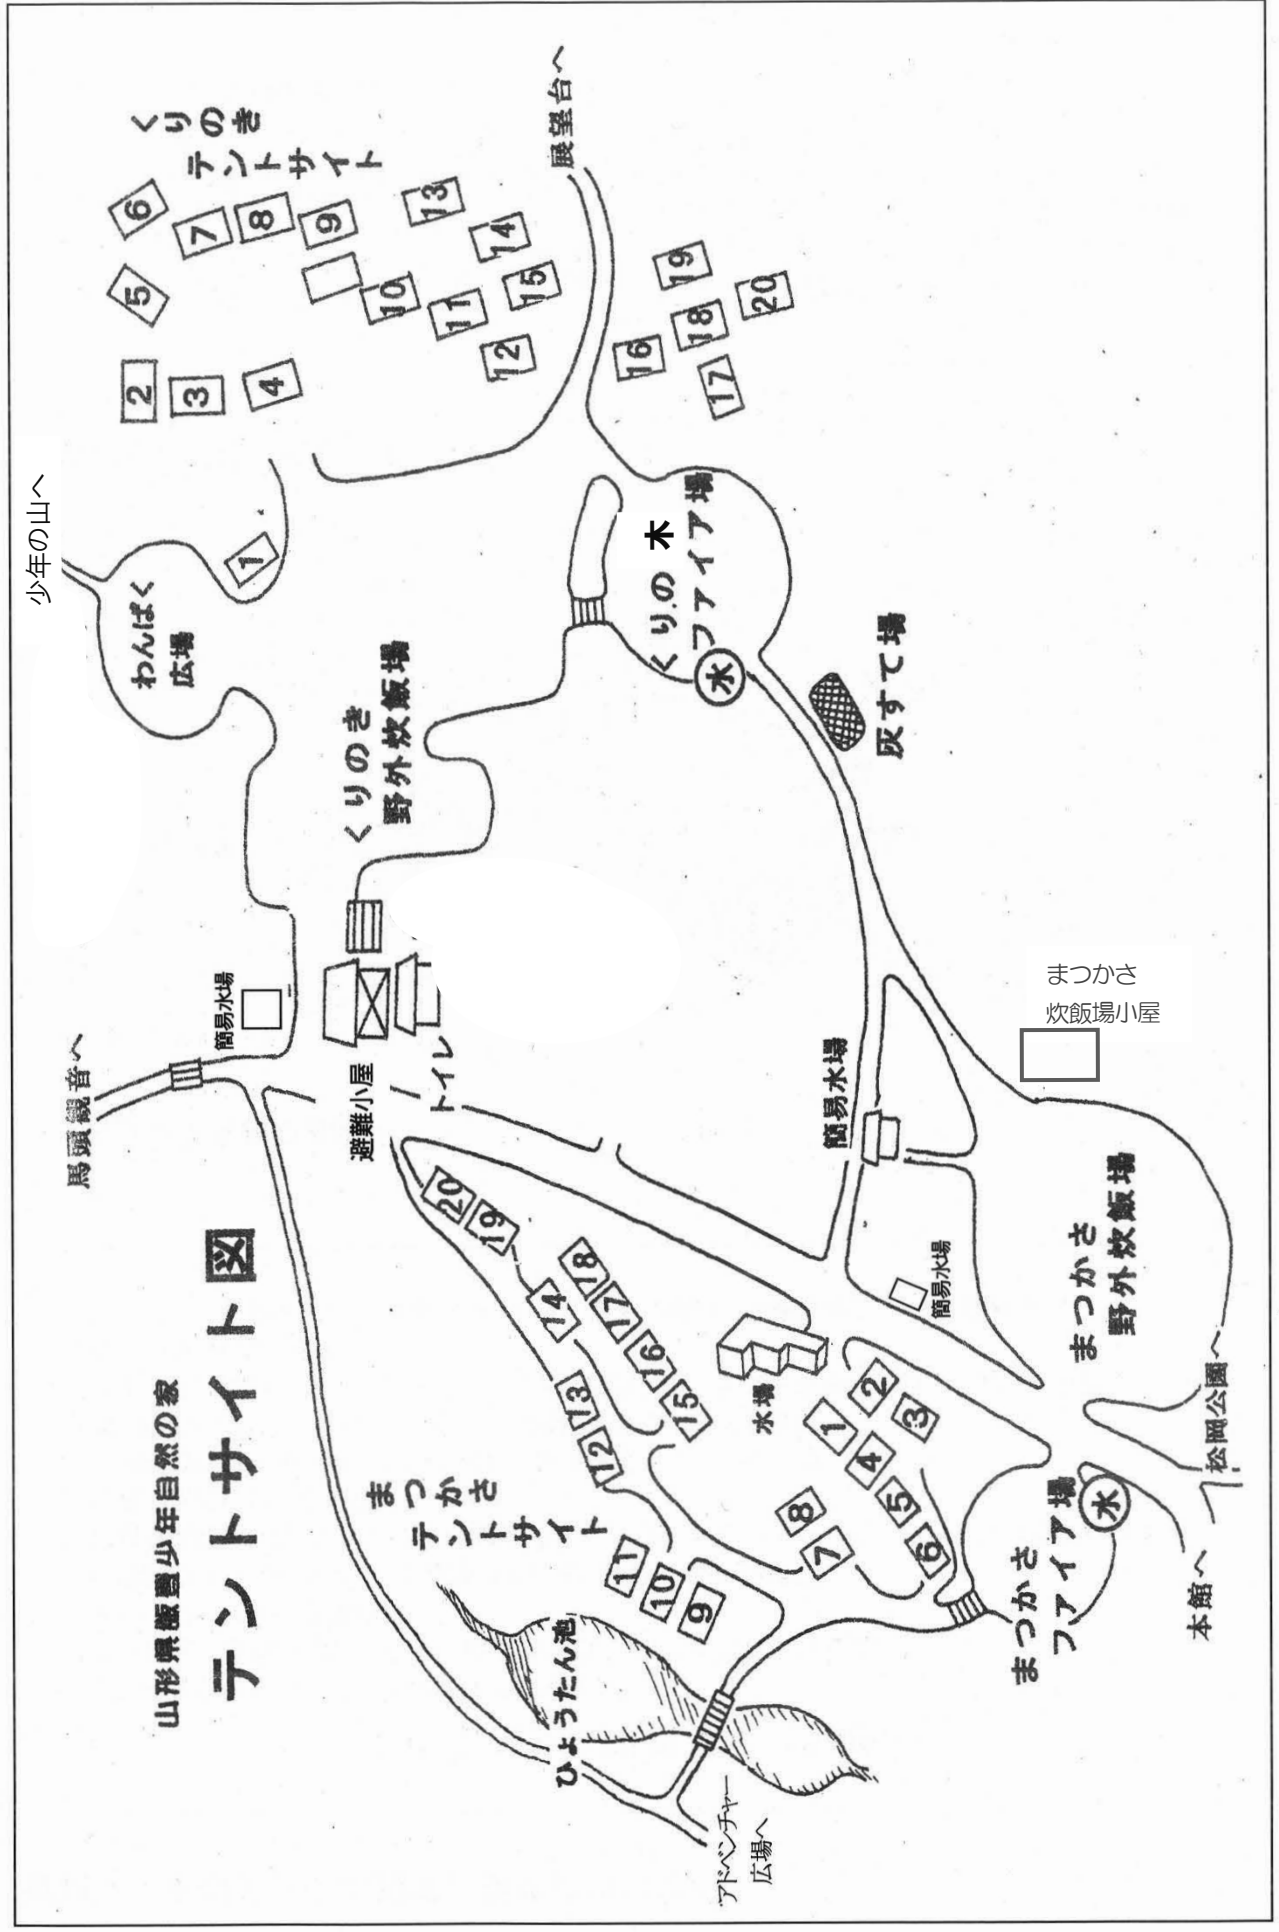 山形県飯豊少年自然の家
テントサイト図
馬頭観音へ
少年の山へ
わんぱく
広場
くりのき
テントサイト
1
2
3
4
5
6
7
8
9
10
11
12
13
14
15
16
17
18
19
20
展望台へ
簡易水場
避難小屋
トイレ
くりのき
野外炊飯場
くりの木
ファイア場
水
灰すて場
まつかさ
テントサイト
1
2
3
4
5
6
7
8
9
10
11
12
13
14
15
16
17
18
19
20
水場
簡易水場
簡易水場
まつかさ
炊飯場小屋
まつかさ
野外炊飯場
ひょうたん池
アドベンチャー
広場へ
まつかさ
ファイア場
水
本館へ
松岡公園へ